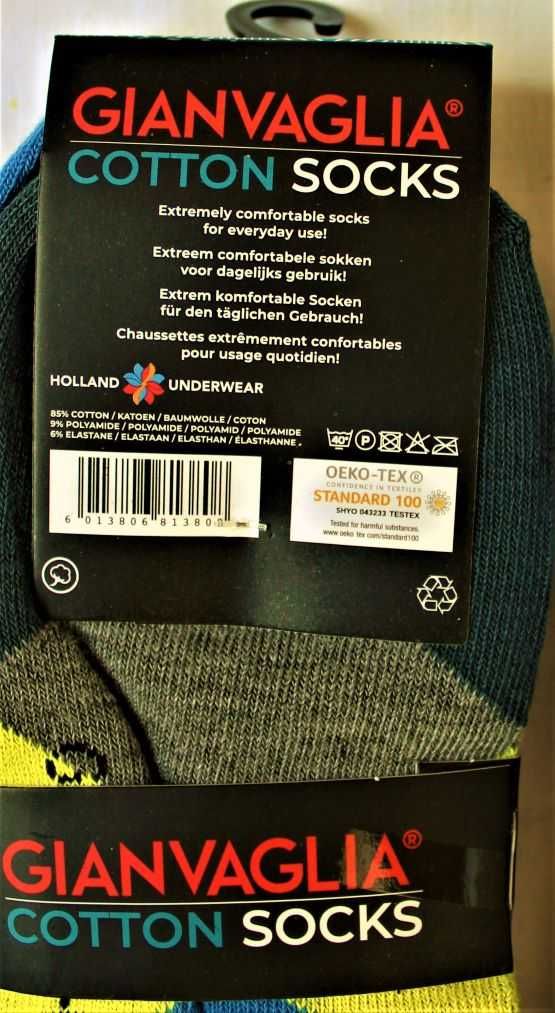 GIANVAGLIA®
COTTON SOCKS
Extremely comfortable socks
for everyday use!
Extreem comfortabele sokken
voor dagelijks gebruik!
Extrem komfortable Socken
für den täglichen Gebrauch!
Chaussettes extrêmement confortables
pour usage quotidien!
HOLLAND UNDERWEAR
85% COTTON / KATOEN / BAUMWOLLE / COTON
9% POLYAMIDE / POLYAMIDE / POLYAMID / POLYAMIDE
6% ELASTANE / ELASTAAN / ELASTHAN / ÉLASTHANNE .
40° P
OEKO-TEX®
CONFIDENCE IN TEXTILES
STANDARD 100
SHYO 043233 TESTEX
Tested for harmful substances.
www.oeko-tex.com/standard100
6 013806 81380
GIANVAGLIA®
COTTON SOCKS